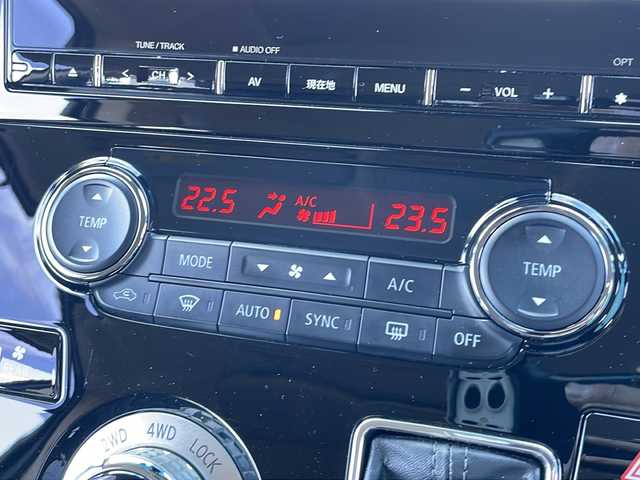 TUNE / TRACK
■ AUDIO OFF
OPT
CH
AV
現在地
MENU
− VOL +
22.5
A/C
23.5
TEMP
TEMP
MODE
A/C
AUTO
SYNC
OFF
2WD
4WD
LOCK